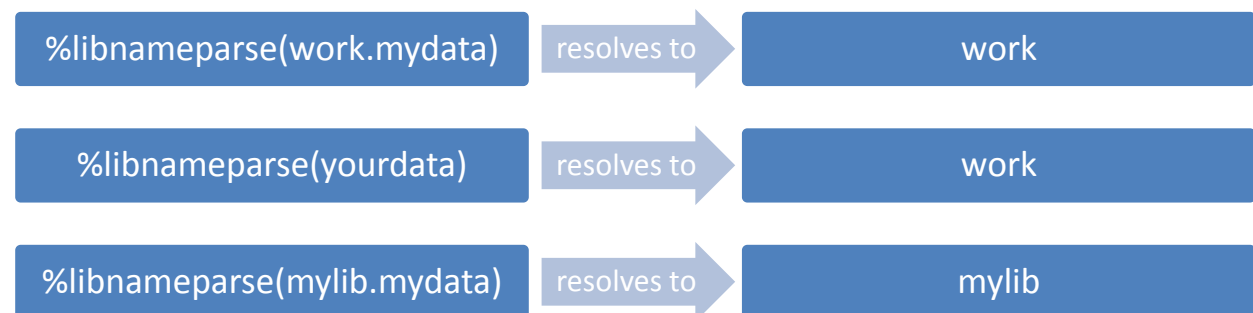 %libnameparse(work.mydata) resolves to work
%libnameparse(yourdata) resolves to work
%libnameparse(mylib.mydata) resolves to mylib